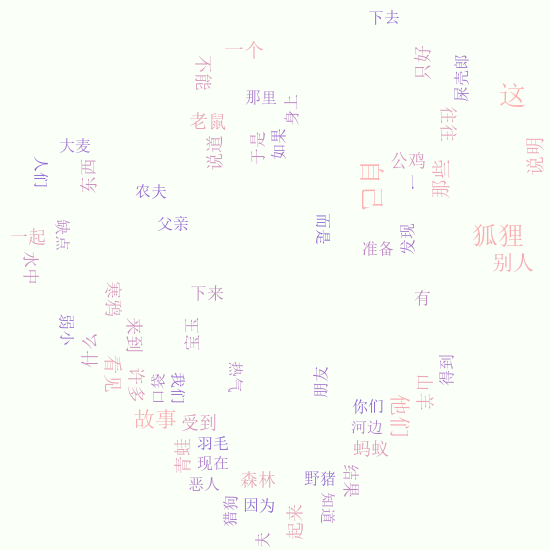 下去
一个
只好
不能
屎壳郎
那里
身上
这
老鼠
往往
说道
于是
如果
说明
大麦
公鸡
人们
东西
那些
自己
一
农夫
父亲
缺点
而是
一起
发现
狐狸
准备
别人
水中
下来
有
寒鸦
弱小
来到
宝玉
什么
看见
热气
得到
许多
袋口
我们
朋友
山羊
你们
他们
故事
受到
河边
羽毛
蚂蚁
青蛙
现在
恶人
森林
野猪
结果
猎狗
因为
知道
起来
夫